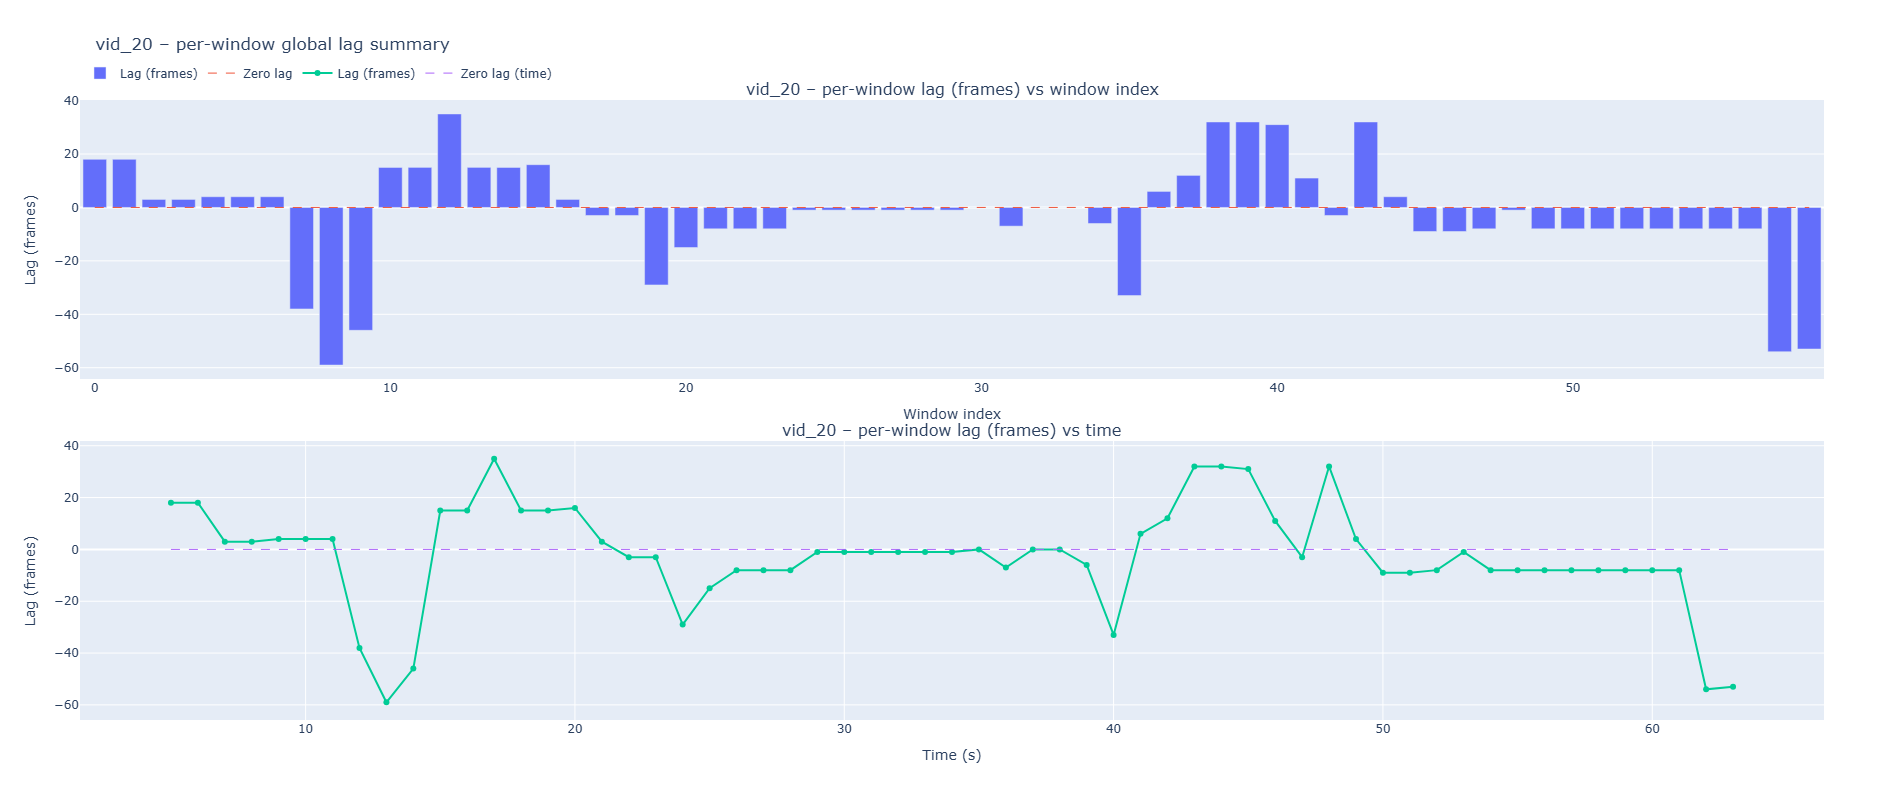 vid_20 – per-window global lag summary
Lag (frames) Zero lag Lag (frames) Zero lag (time)
vid_20 – per-window lag (frames) vs window index
40
20
0
−20
−40
−60
Lag (frames)
0 10 20 30 40 50
Window index
vid_20 – per-window lag (frames) vs time
40
20
0
−20
−40
−60
Lag (frames)
10 20 30 40 50 60
Time (s)